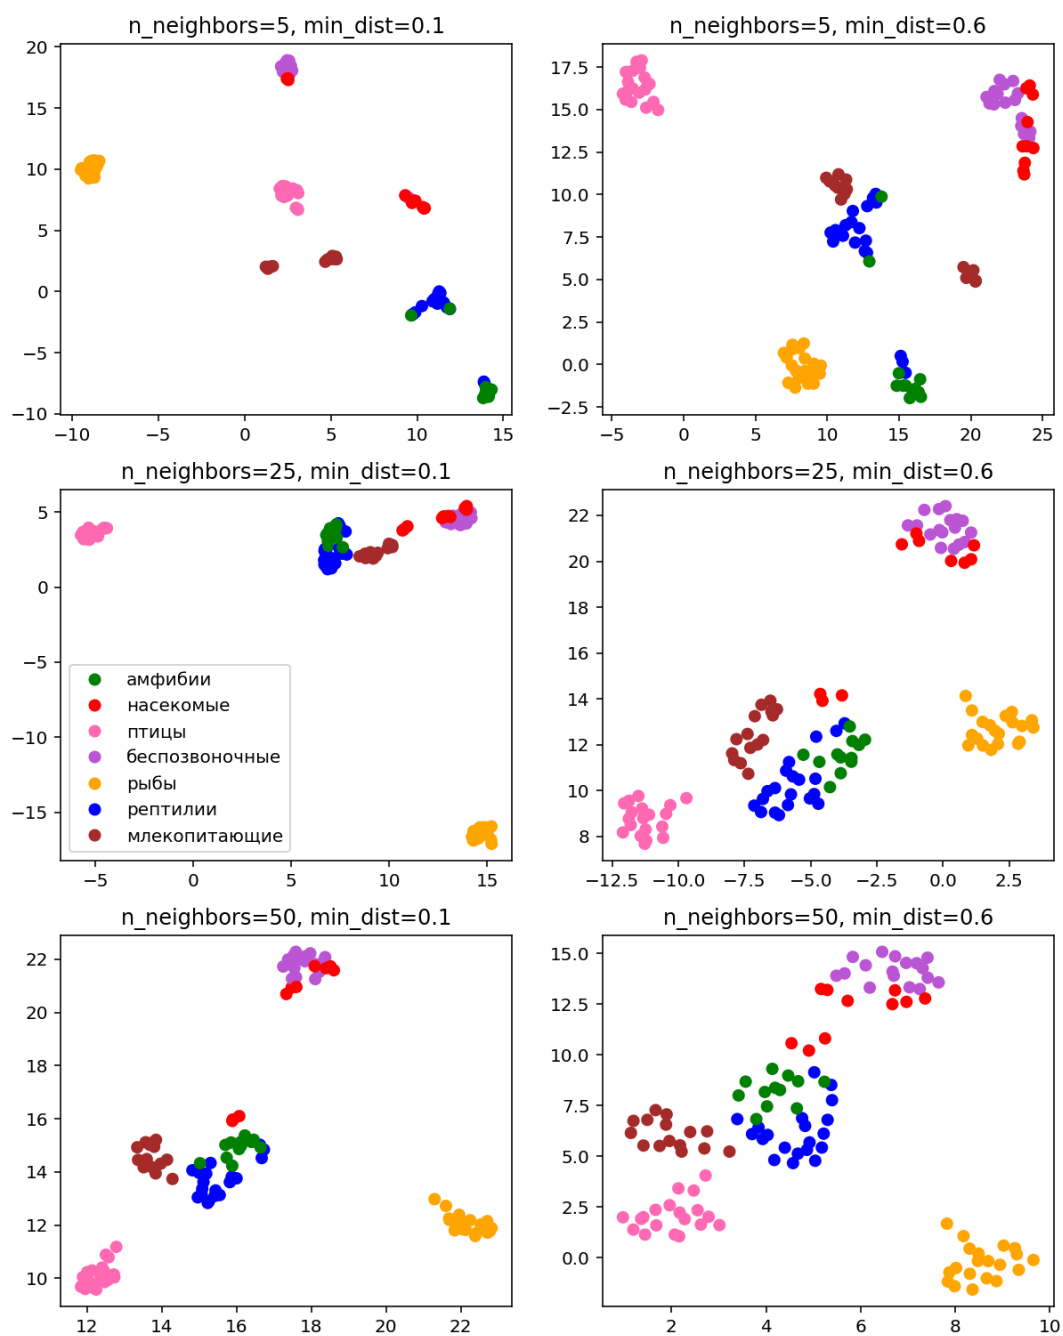 n_neighbors=5, min_dist=0.1
20
15
10
5
0
−5
−10
−10 −5 0 5 10 15
n_neighbors=5, min_dist=0.6
17.5
15.0
12.5
10.0
7.5
5.0
2.5
0.0
−2.5
−5 0 5 10 15 20 25
n_neighbors=25, min_dist=0.1
5
0
−5
−10
−15
амфибии
насекомые
птицы
беспозвоночные
рыбы
рептилии
млекопитающие
−5 0 5 10 15
n_neighbors=25, min_dist=0.6
22
20
18
16
14
12
10
8
−12.5 −10.0 −7.5 −5.0 −2.5 0.0 2.5
n_neighbors=50, min_dist=0.1
22
20
18
16
14
12
10
12 14 16 18 20 22
n_neighbors=50, min_dist=0.6
15.0
12.5
10.0
7.5
5.0
2.5
0.0
2 4 6 8 10